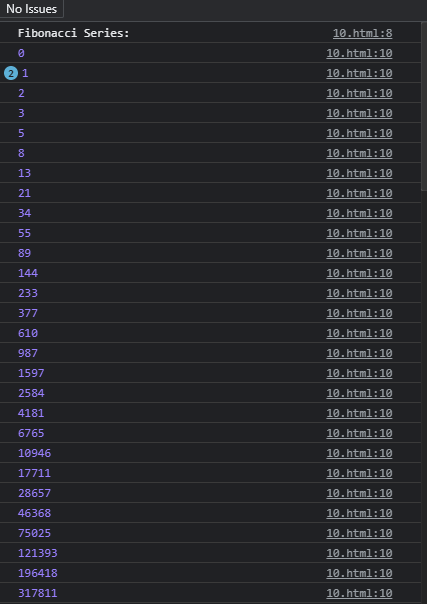 No Issues
Fibonacci Series: 10.html:8
0 10.html:10
2 1 10.html:10
2 10.html:10
3 10.html:10
5 10.html:10
8 10.html:10
13 10.html:10
21 10.html:10
34 10.html:10
55 10.html:10
89 10.html:10
144 10.html:10
233 10.html:10
377 10.html:10
610 10.html:10
987 10.html:10
1597 10.html:10
2584 10.html:10
4181 10.html:10
6765 10.html:10
10946 10.html:10
17711 10.html:10
28657 10.html:10
46368 10.html:10
75025 10.html:10
121393 10.html:10
196418 10.html:10
317811 10.html:10